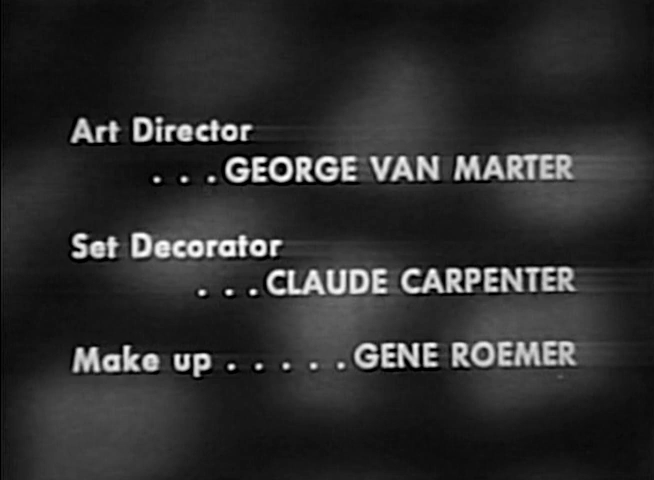 Art Director
. . . GEORGE VAN MARTER
Set Decorator
. . . CLAUDE CARPENTER
Make up . . . . . GENE ROEMER